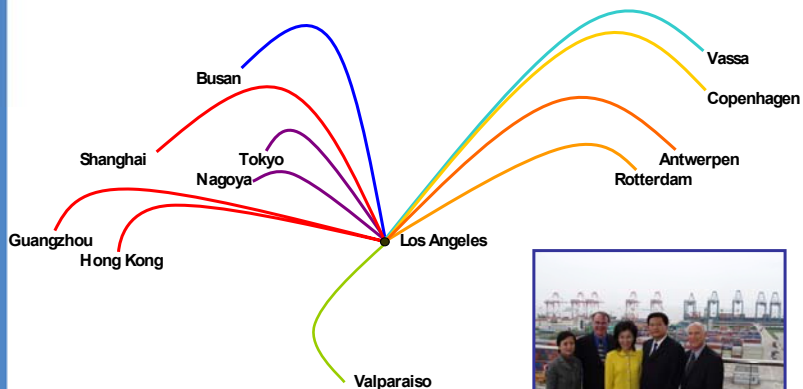 Busan
Vassa
Copenhagen
Shanghai
Tokyo
Antwerpen
Nagoya
Rotterdam
Guangzhou
Los Angeles
Hong Kong
Valparaiso